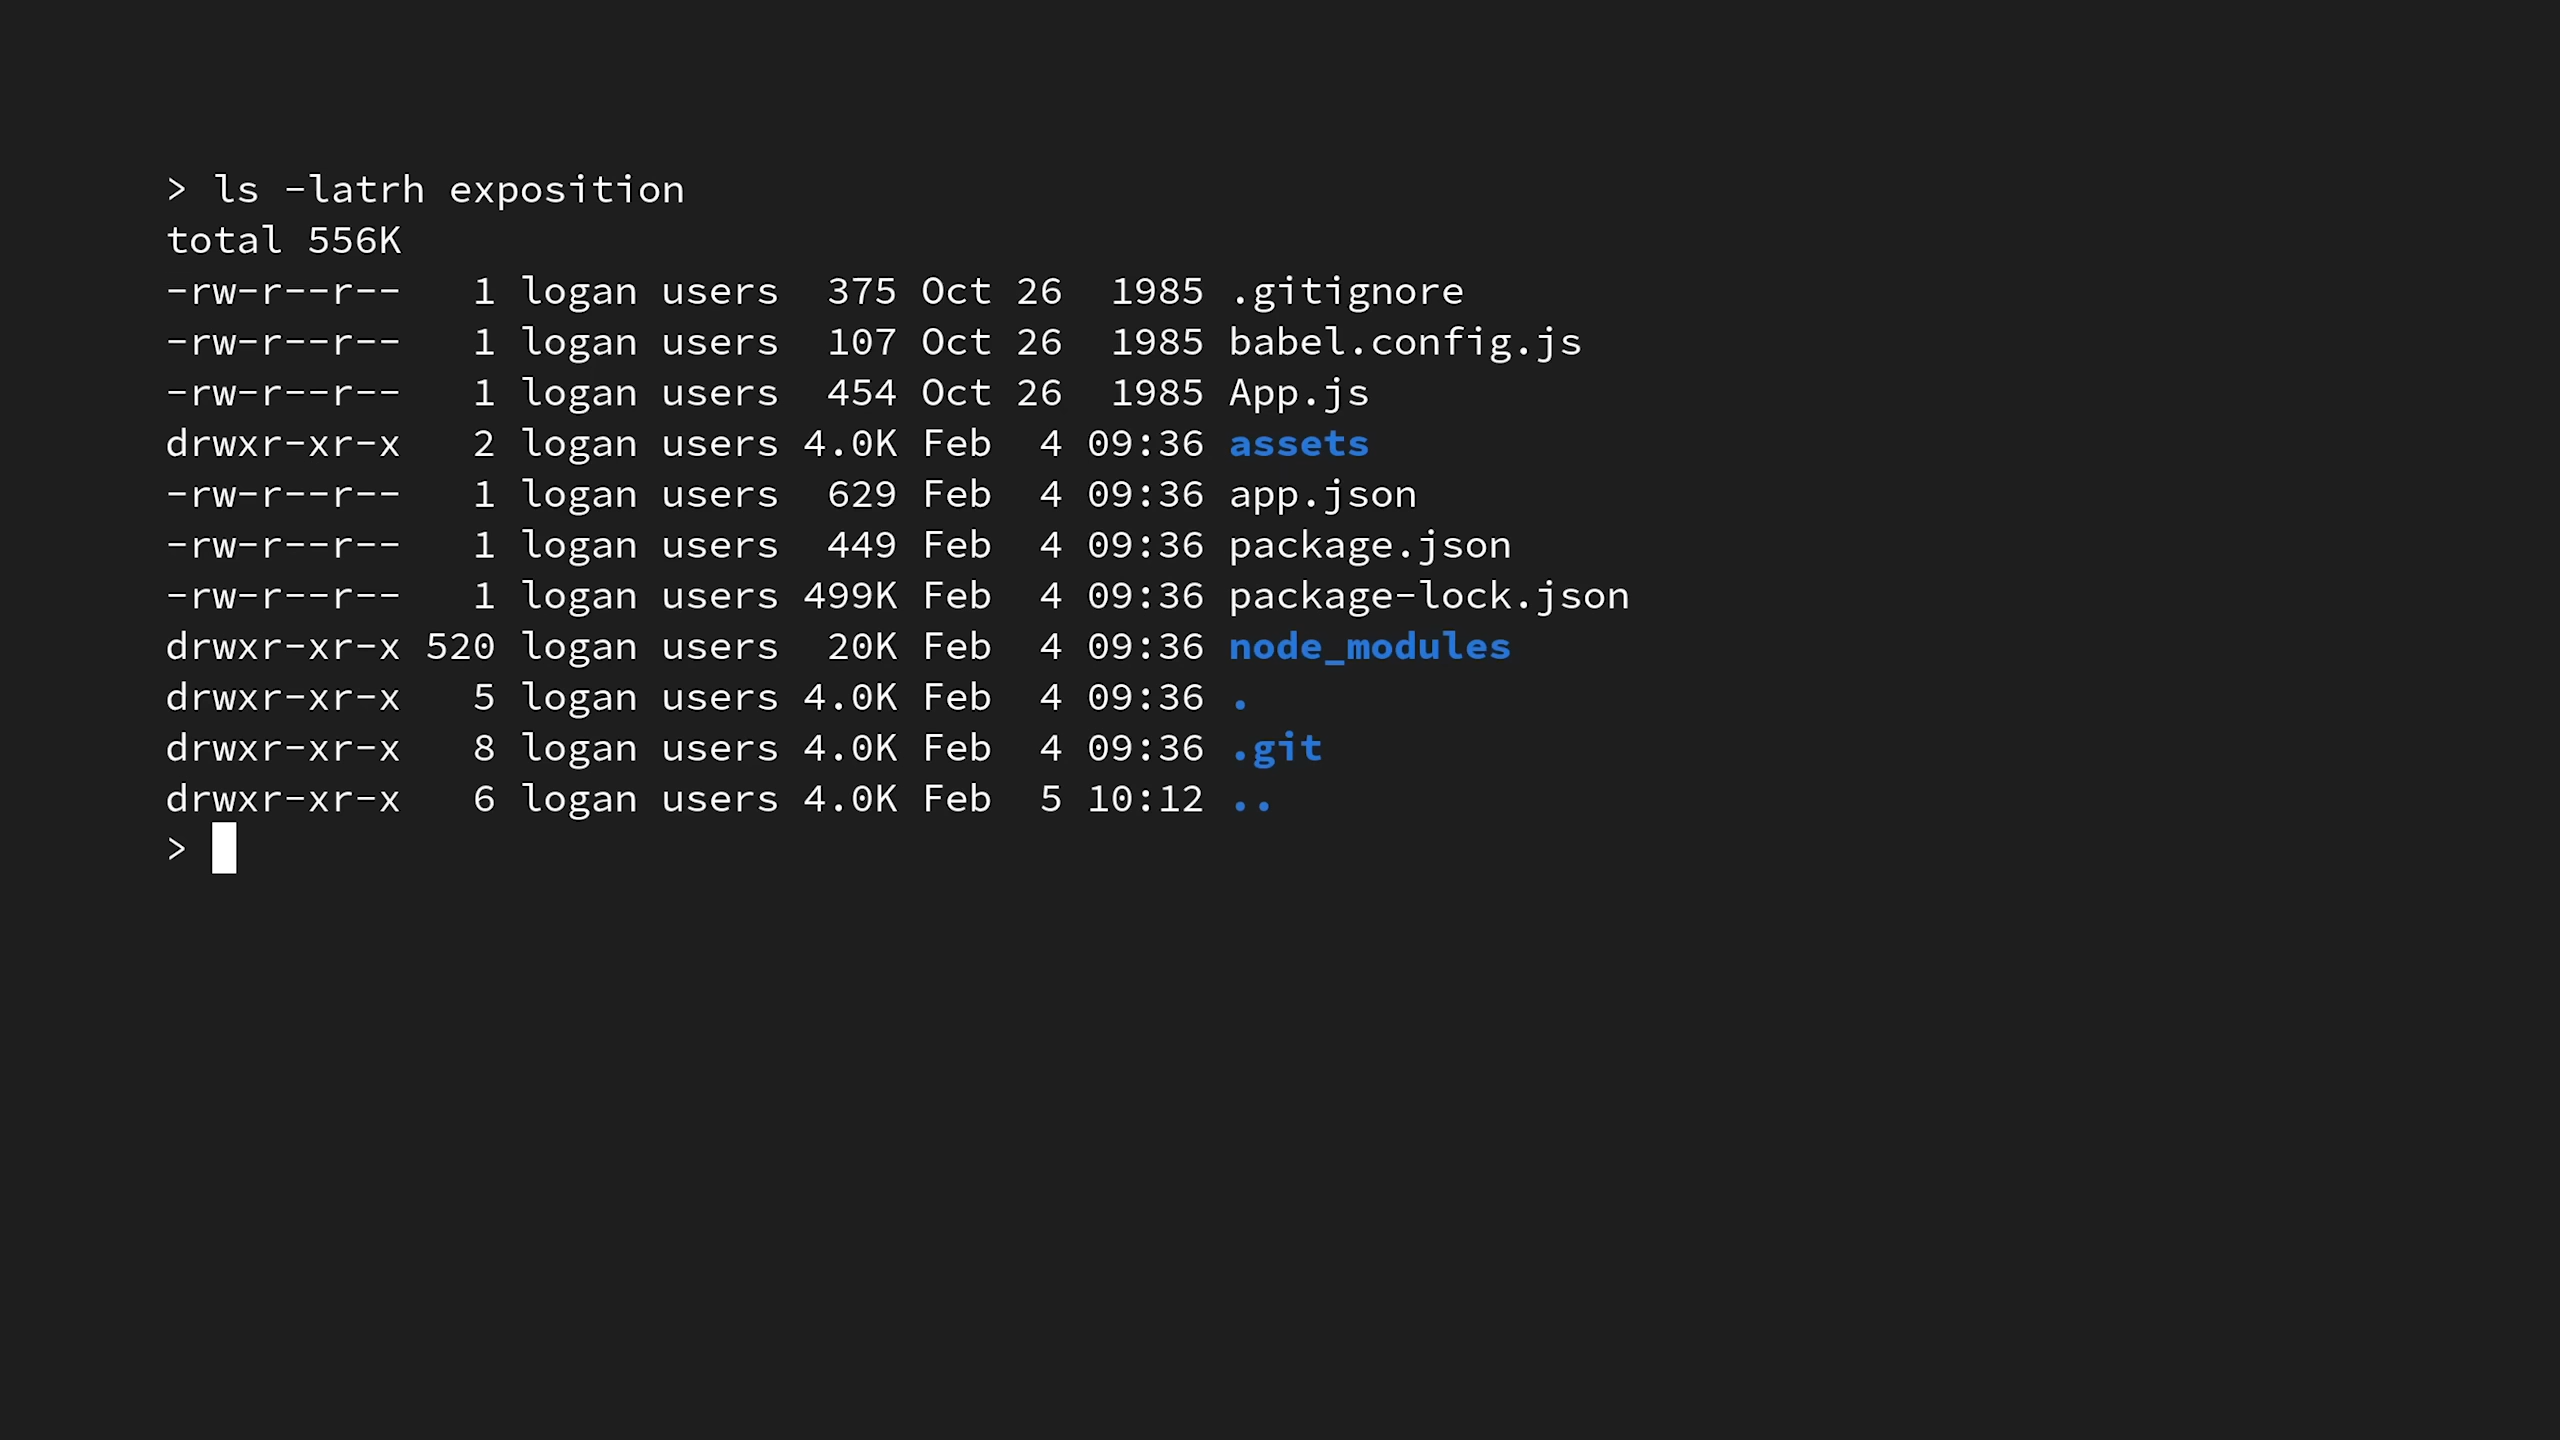 > ls -latrh exposition
total 556K
-rw-r--r--   1 logan users  375 Oct 26  1985 .gitignore
-rw-r--r--   1 logan users  107 Oct 26  1985 babel.config.js
-rw-r--r--   1 logan users  454 Oct 26  1985 App.js
drwxr-xr-x   2 logan users 4.0K Feb  4 09:36 assets
-rw-r--r--   1 logan users  629 Feb  4 09:36 app.json
-rw-r--r--   1 logan users  449 Feb  4 09:36 package.json
-rw-r--r--   1 logan users 499K Feb  4 09:36 package-lock.json
drwxr-xr-x 520 logan users  20K Feb  4 09:36 node_modules
drwxr-xr-x   5 logan users 4.0K Feb  4 09:36 .
drwxr-xr-x   8 logan users 4.0K Feb  4 09:36 .git
drwxr-xr-x   6 logan users 4.0K Feb  5 10:12 ..
>